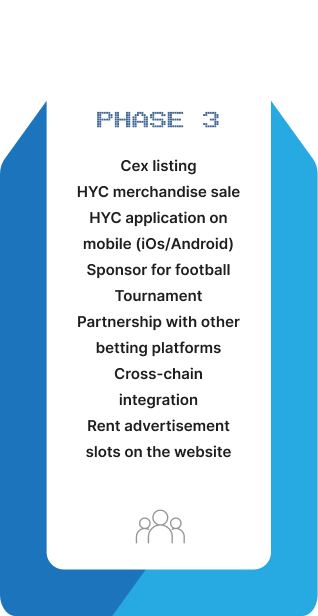 PHASE 3
Cex listing
HYC merchandise sale
HYC application on
mobile (iOs/Android)
Sponsor for football
Tournament
Partnership with other
betting platforms
Cross-chain
integration
Rent advertisement
slots on the website